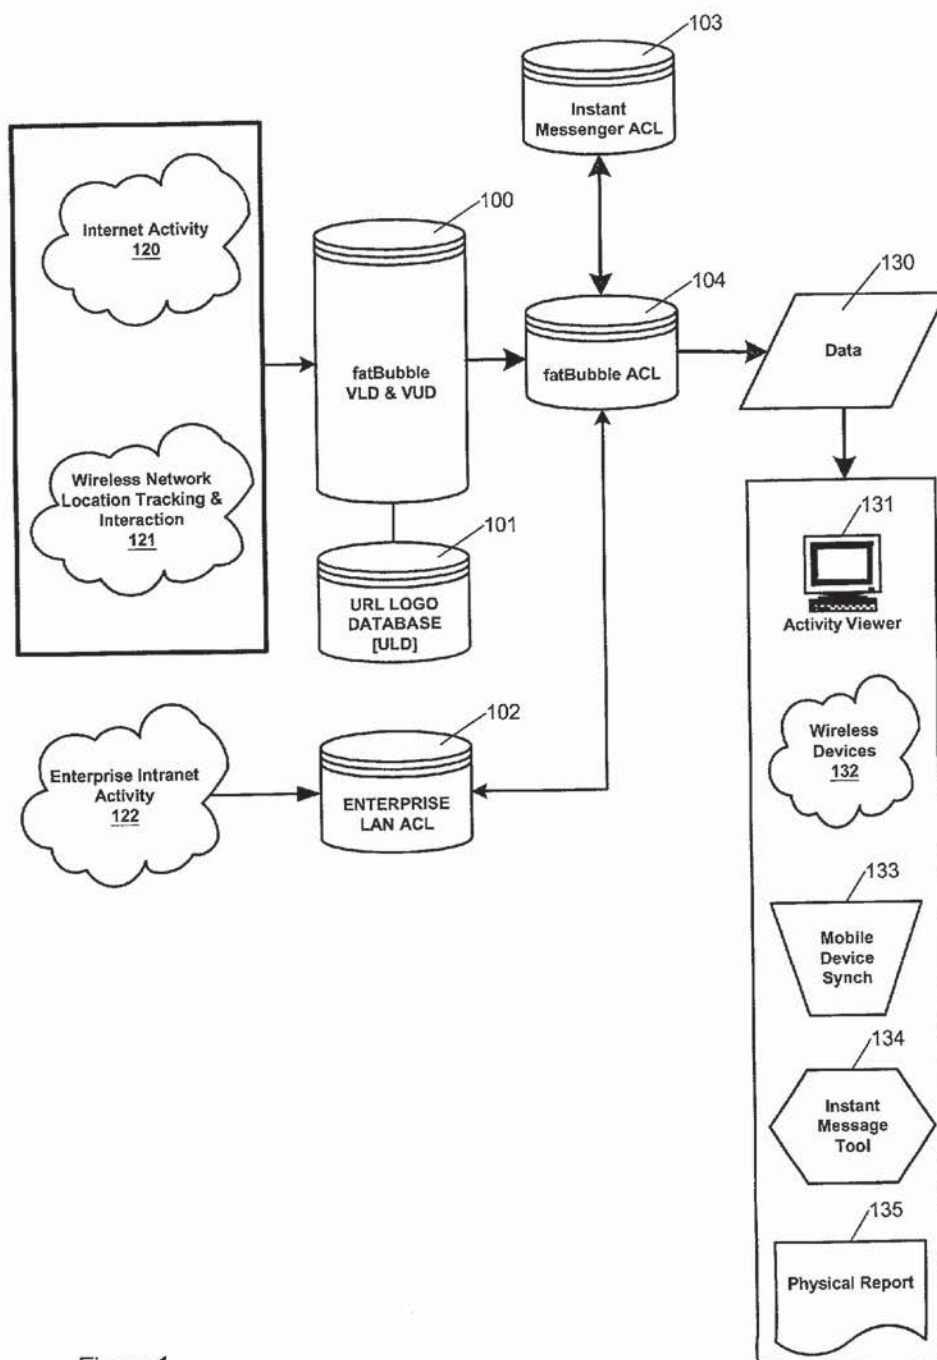 103
Instant
Messenger ACL
100
Internet Activity
120
104
130
fatBubble
VLD & VUD
fatBubble ACL
Data
Wireless Network
Location Tracking &
Interaction
121
101
URL LOGO
DATABASE
[ULD]
131
Activity Viewer
102
Enterprise Intranet
Activity
122
ENTERPRISE
LAN ACL
Wireless
Devices
132
133
Mobile
Device
Synch
134
Instant
Message
Tool
135
Physical Report